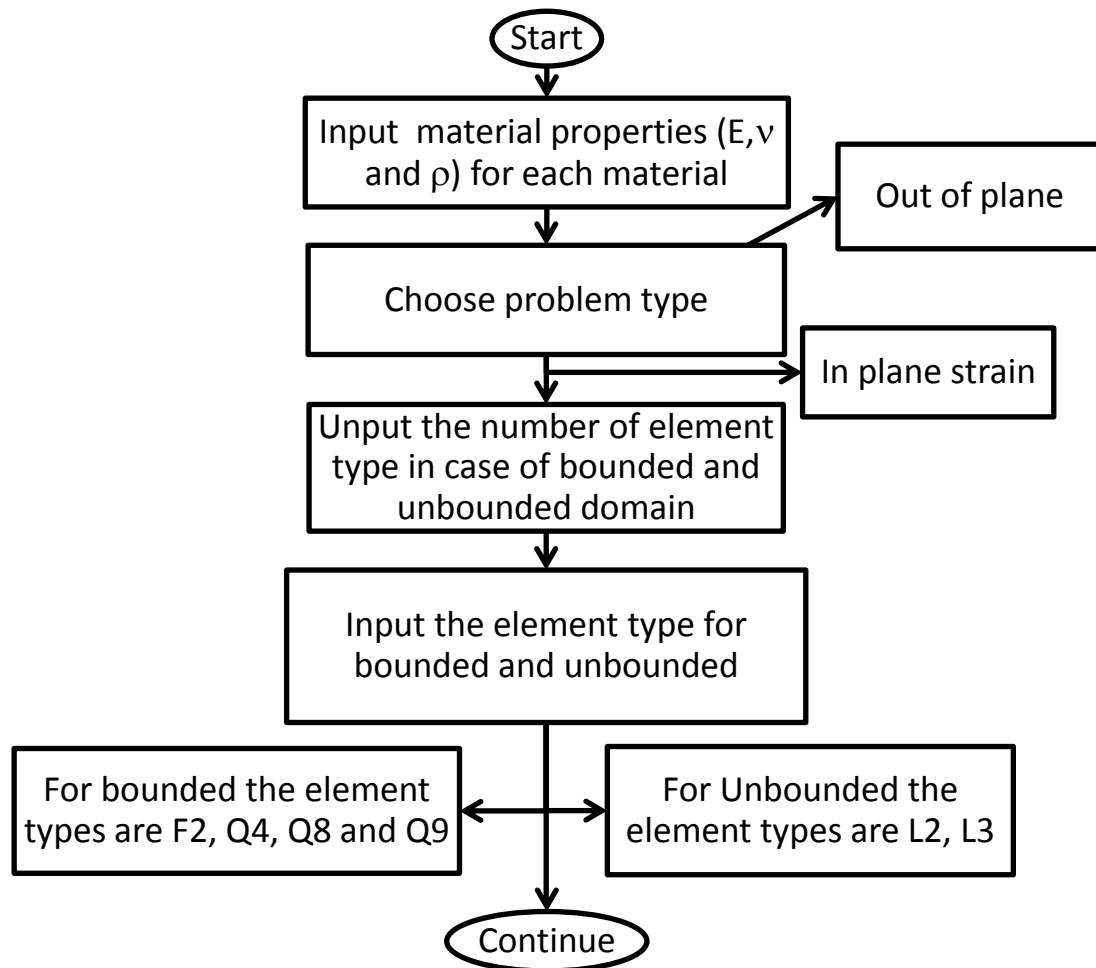 Start
Input  material properties (E,ν
and ρ) for each material
Out of plane
Choose problem type
In plane strain
Unput the number of element
type in case of bounded and
unbounded domain
Input the element type for
bounded and unbounded
For bounded the element
types are F2, Q4, Q8 and Q9
For Unbounded the
element types are L2, L3
Continue